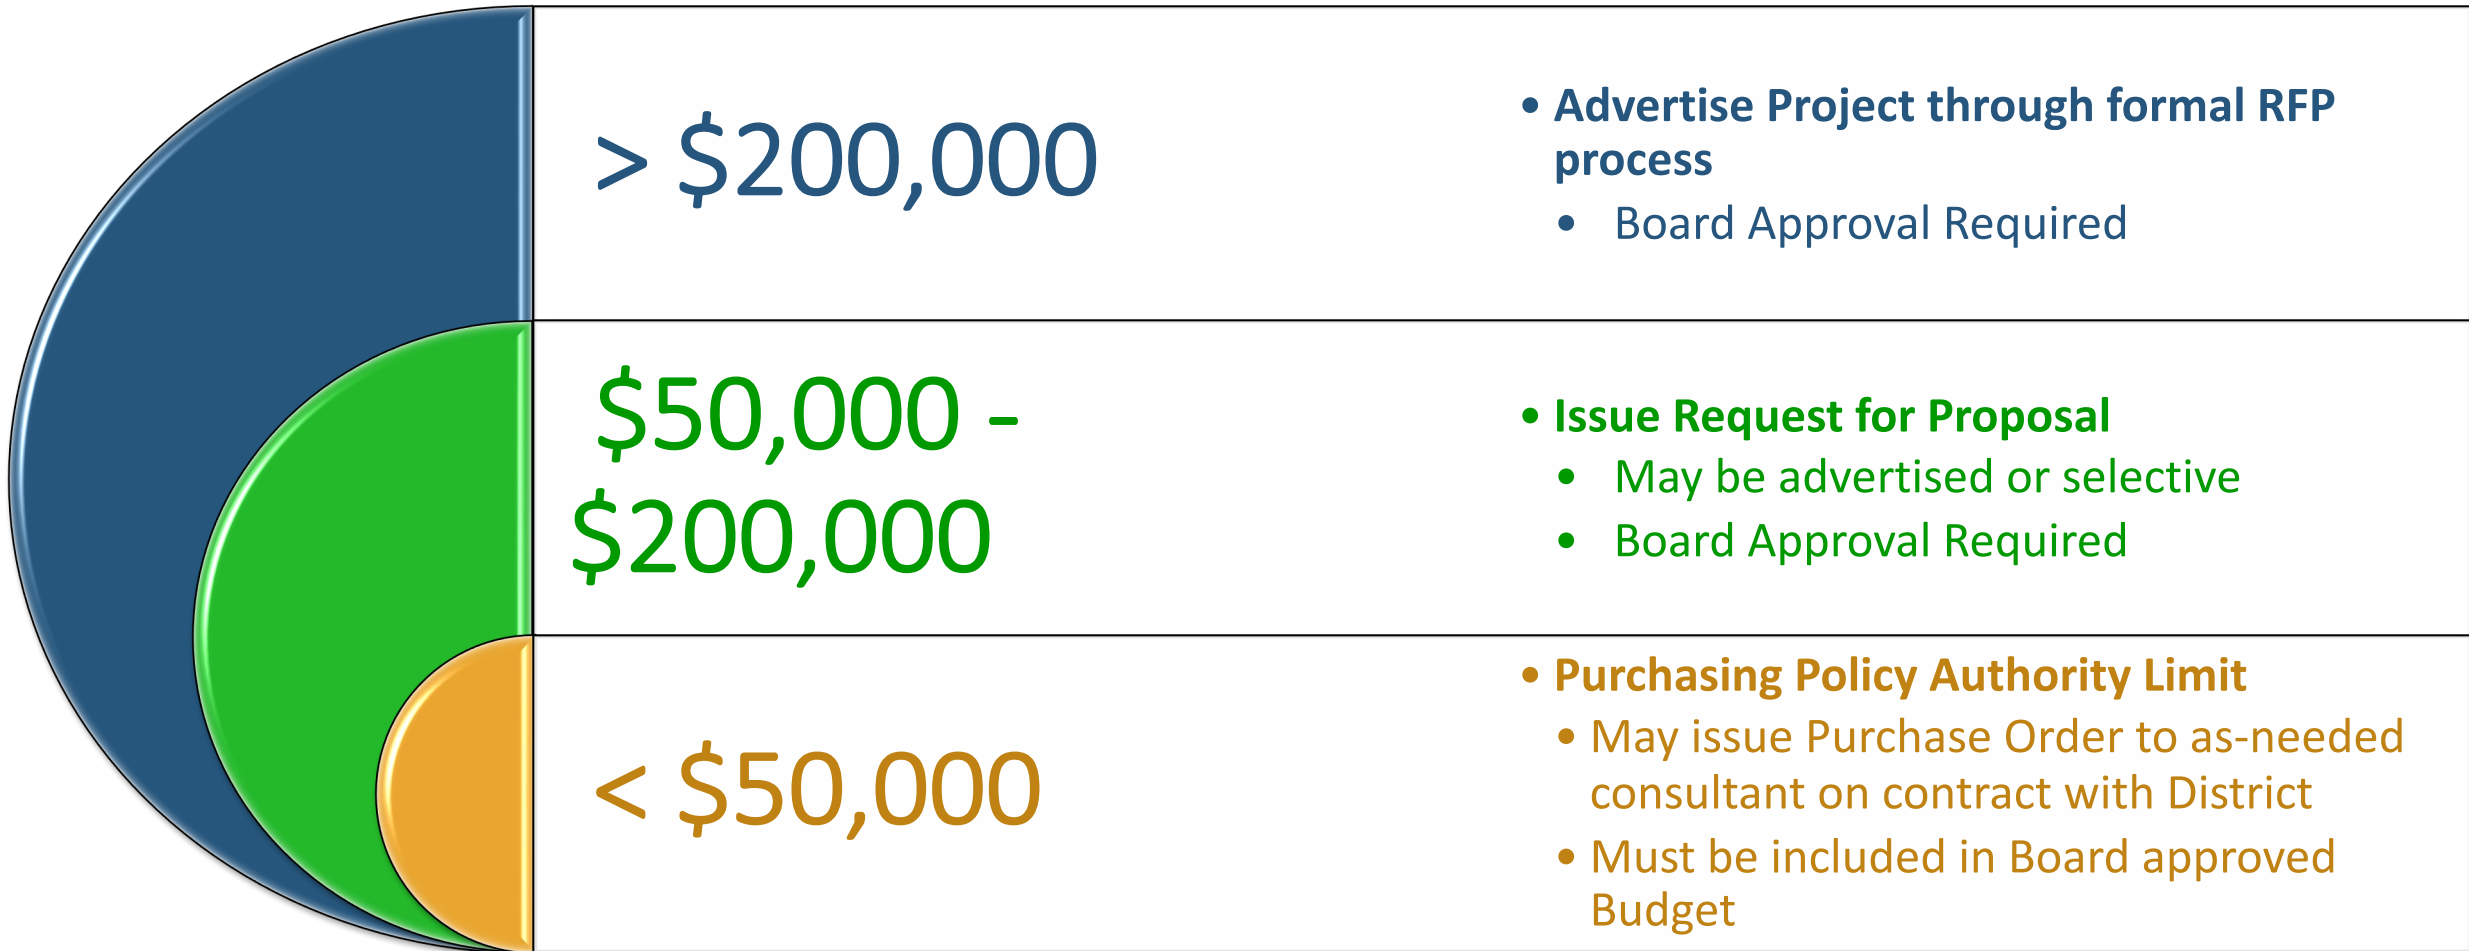 > $200,000
• Advertise Project through formal RFP
process
• Board Approval Required
$50,000 -
$200,000
• Issue Request for Proposal
• May be advertised or selective
• Board Approval Required
< $50,000
• Purchasing Policy Authority Limit
• May issue Purchase Order to as-needed
consultant on contract with District
• Must be included in Board approved
Budget